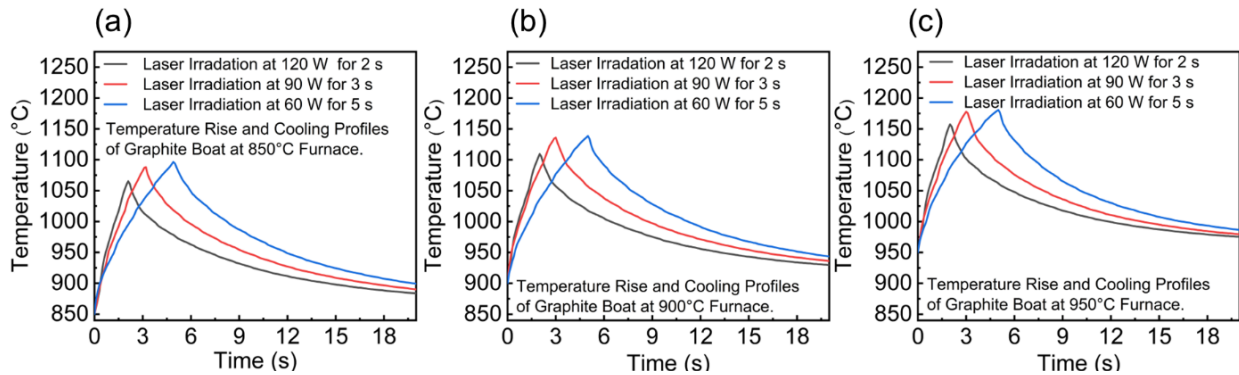 (a)
1250
1200
1150
1100
1050
1000
950
900
850
Temperature (°C)
Laser Irradation at 120 W for 2 s
Laser Irradiation at 90 W for 3 s
Laser Irradiation at 60 W for 5 s
Temperature Rise and Cooling Profiles
of Graphite Boat at 850°C Furnace.
0 3 6 9 12 15 18
Time (s)
(b)
1250
1200
1150
1100
1050
1000
950
900
850
Temperature (°C)
Laser Irradation at 120 W for 2 s
Laser Irradiation at 90 W for 3 s
Laser Irradiation at 60 W for 5 s
Temperature Rise and Cooling Profiles
of Graphite Boat at 900°C Furnace.
0 3 6 9 12 15 18
Time (s)
(c)
1250
1200
1150
1100
1050
1000
950
900
850
Temperature (°C)
Laser Irradation at 120 W for 2 s
Laser Irradiation at 90 W for 3 s
Laser Irradiation at 60 W for 5 s
Temperature Rise and Cooling Profiles
of Graphite Boat at 950°C Furnace.
0 3 6 9 12 15 18
Time (s)